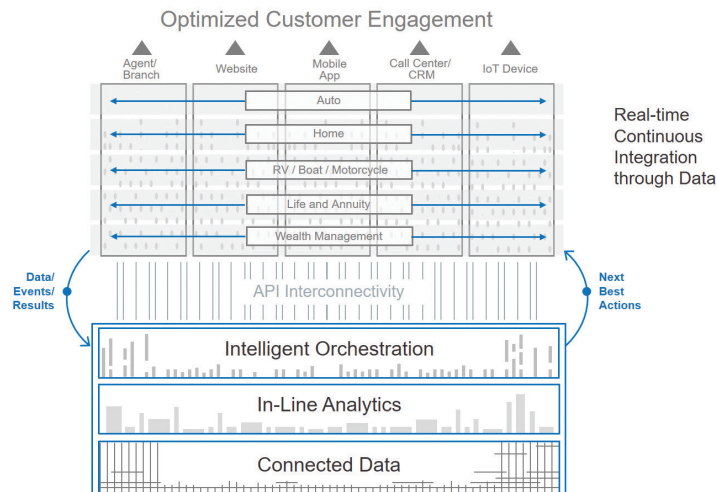 Optimized Customer Engagement
Agent/
Branch
Website
Mobile
App
Call Center/
CRM
IoT Device
Auto
Home
RV / Boat / Motorcycle
Life and Annuity
Wealth Management
Real-time
Continuous
Integration
through Data
Data/
Events/
Results
API Interconnectivity
Next
Best
Actions
Intelligent Orchestration
In-Line Analytics
Connected Data